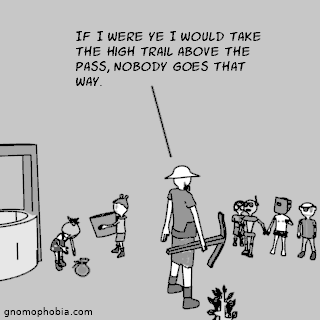 IF I WERE YE I WOULD TAKE
THE HIGH TRAIL ABOVE THE
PASS, NOBODY GOES THAT
WAY.
gnomophobia.com